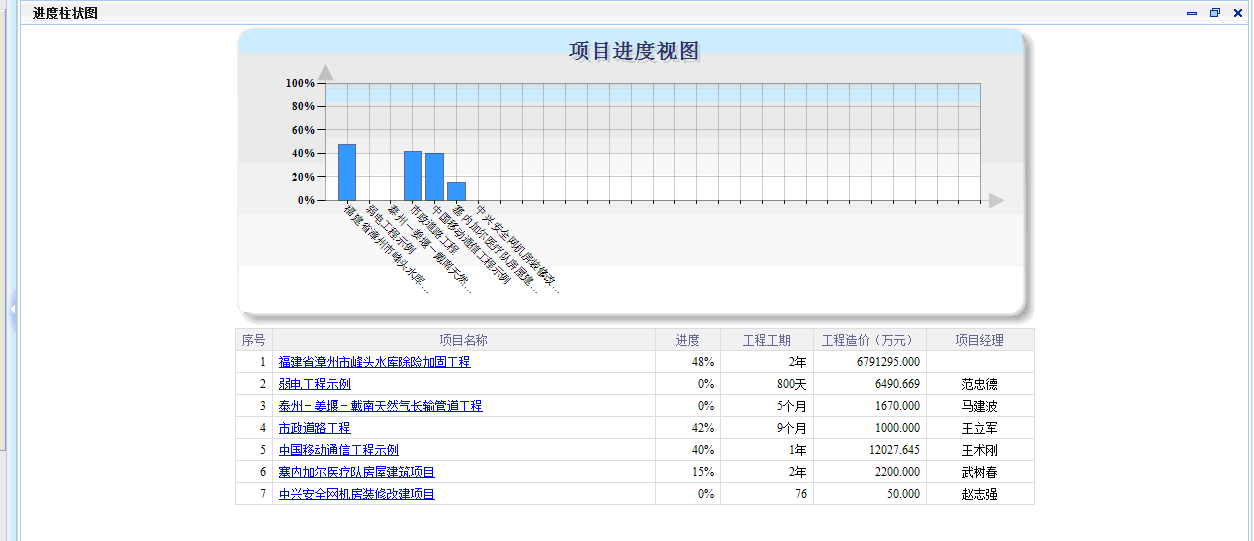 进度柱状图
项目进度视图
100%
80%
60%
40%
20%
0%
福建省漳州市峰头水库...
弱电工程示例
泰州－姜堰－戴南天然...
市政道路工程
中国移动通信工程示例
塞内加尔医疗队房屋建...
中兴安全网机房装修改...
序号 项目名称 进度 工程工期 工程造价（万元） 项目经理
1 福建省漳州市峰头水库除险加固工程 48% 2年 6791295.000
2 弱电工程示例 0% 800天 6490.669 范忠德
3 泰州－姜堰－戴南天然气长输管道工程 0% 5个月 1670.000 马建波
4 市政道路工程 42% 9个月 1000.000 王立军
5 中国移动通信工程示例 40% 1年 12027.645 王术刚
6 塞内加尔医疗队房屋建筑项目 15% 2年 2200.000 武树春
7 中兴安全网机房装修改建项目 0% 76 50.000 赵志强